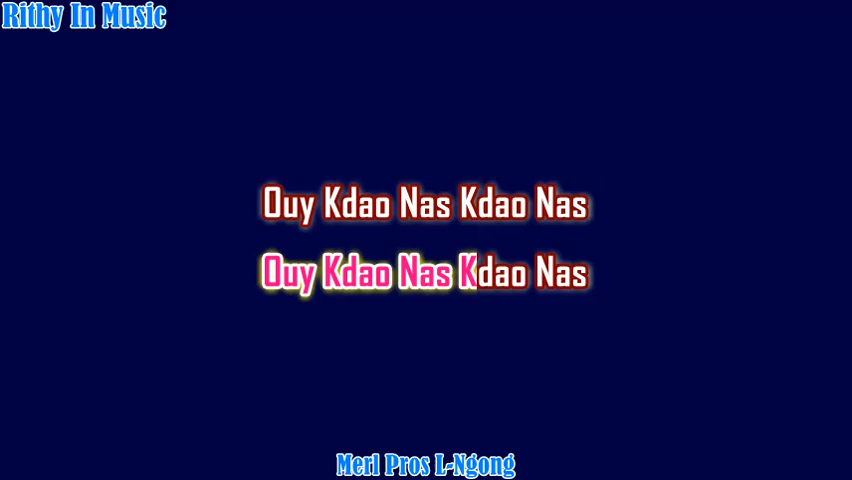 Rithy In Music
Ouy Kdao Nas Kdao Nas
Ouy Kdao Nas Kdao Nas
Merl Pros L-Ngong